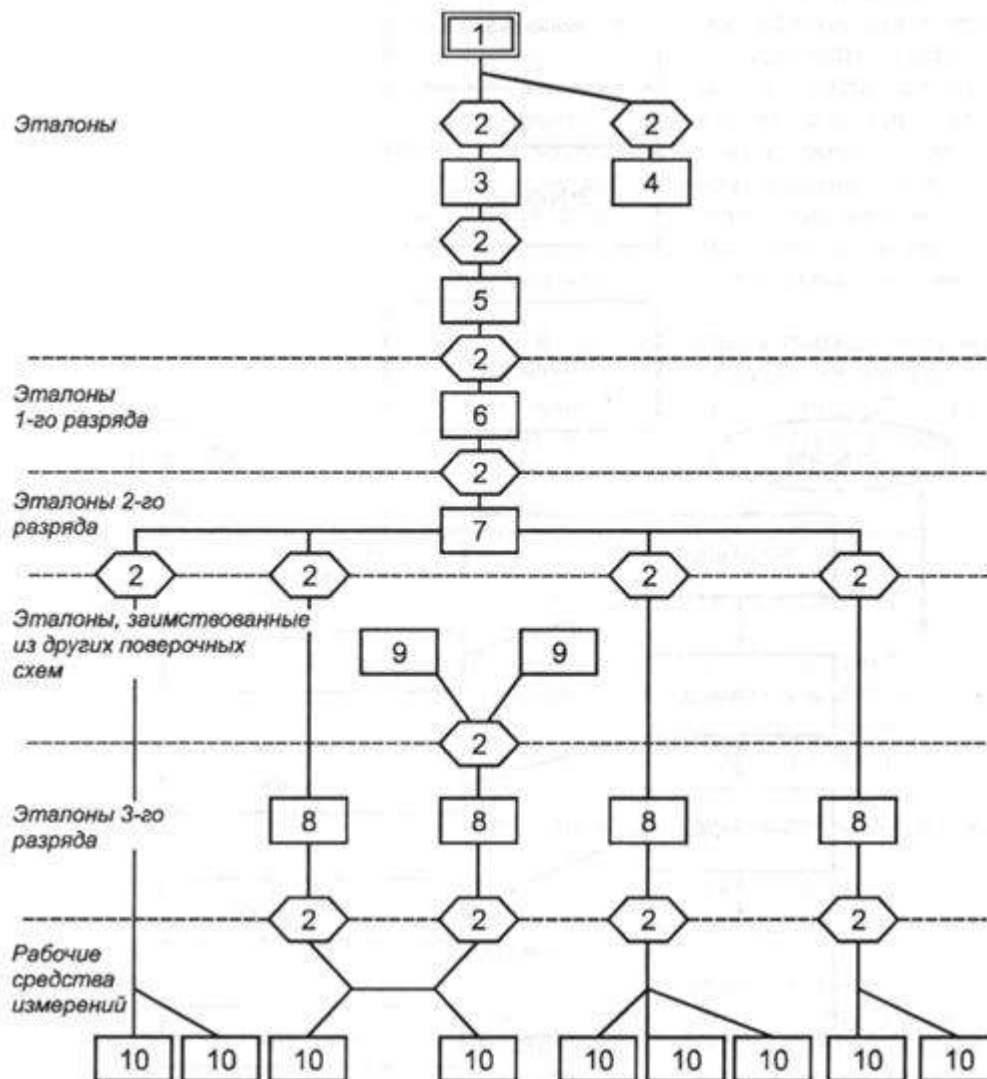 1
Эталоны
2 2
3 4
2
5
2
Эталоны
1-го разряда
6
2
Эталоны 2-го
разряда
7
2 2 2 2
Эталоны, заимствованные
из других поверочных
схем
9 9
2
Эталоны 3-го
разряда
8 8 8 8
2 2 2 2
Рабочие
средства
измерений
10 10 10 10 10 10 10 10 10